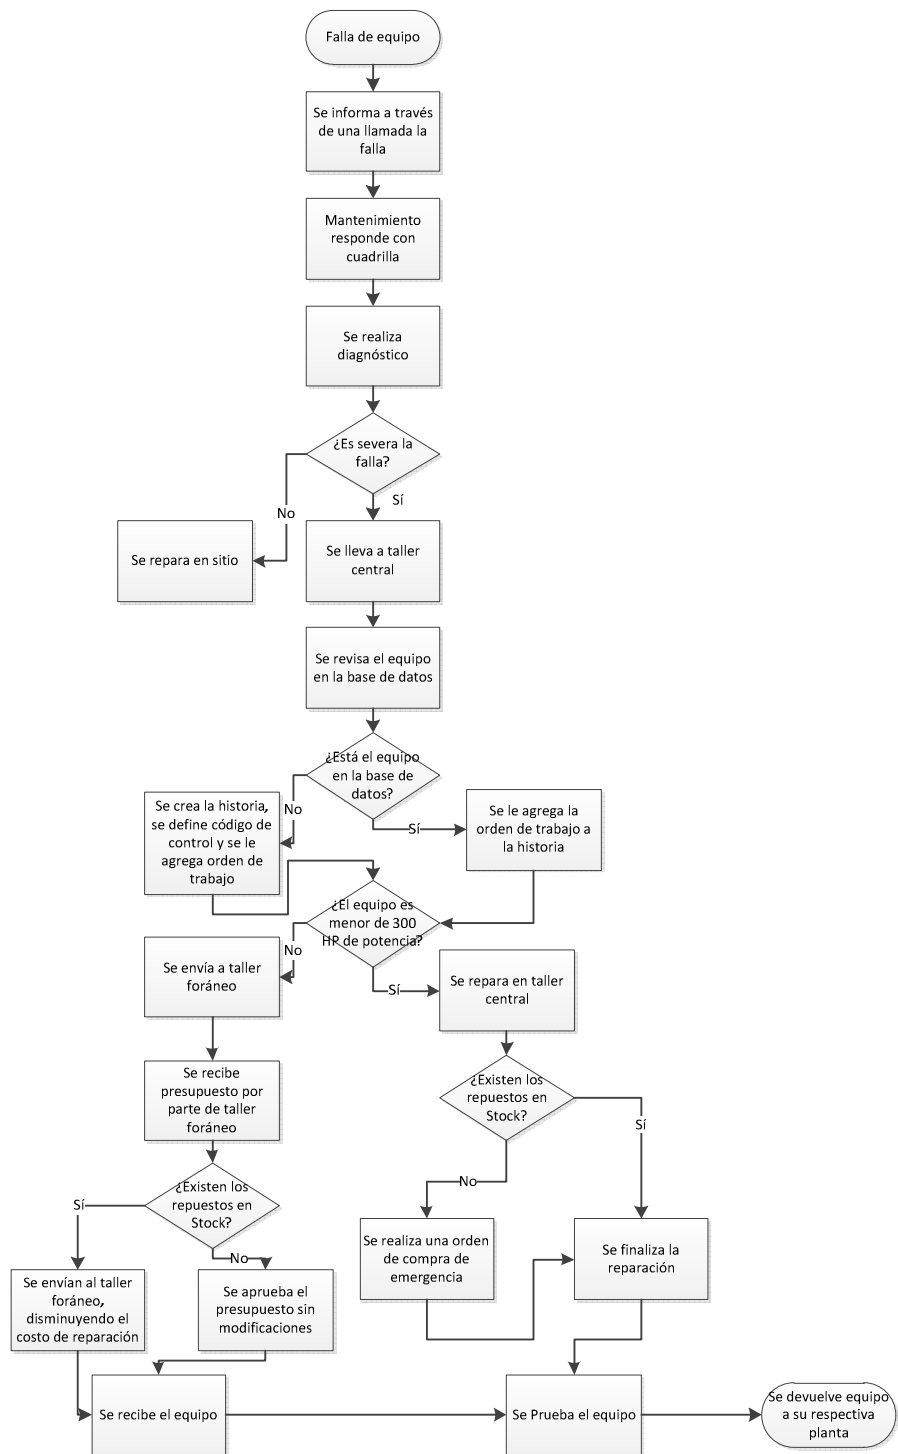 Falla de equipo
Se informa a través
de una llamada la
falla
Mantenimiento
responde con
cuadrilla
Se realiza
diagnóstico
¿Es severa la
falla?
Sí
No
Se repara en sitio
Se lleva a taller
central
Se revisa el equipo
en la base de datos
¿Está el equipo
en la base de
datos?
No
Sí
Se crea la historia,
se define código de
control y se le
agrega orden de
trabajo
Se le agrega la
orden de trabajo a
la historia
¿El equipo es
menor de 300
HP de potencia?
No
Sí
Se envía a taller
foráneo
Se repara en taller
central
Se recibe
presupuesto por
parte de taller
foráneo
¿Existen los
repuestos en
Stock?
Sí
No
¿Existen los
repuestos en
Stock?
Sí
No
Se realiza una orden
de compra de
emergencia
Se finaliza la
reparación
Se envían al taller
foráneo,
disminuyendo el
costo de reparación
Se aprueba el
presupuesto sin
modificaciones
Se recibe el equipo
Se Prueba el equipo
Se devuelve equipo
a su respectiva
planta